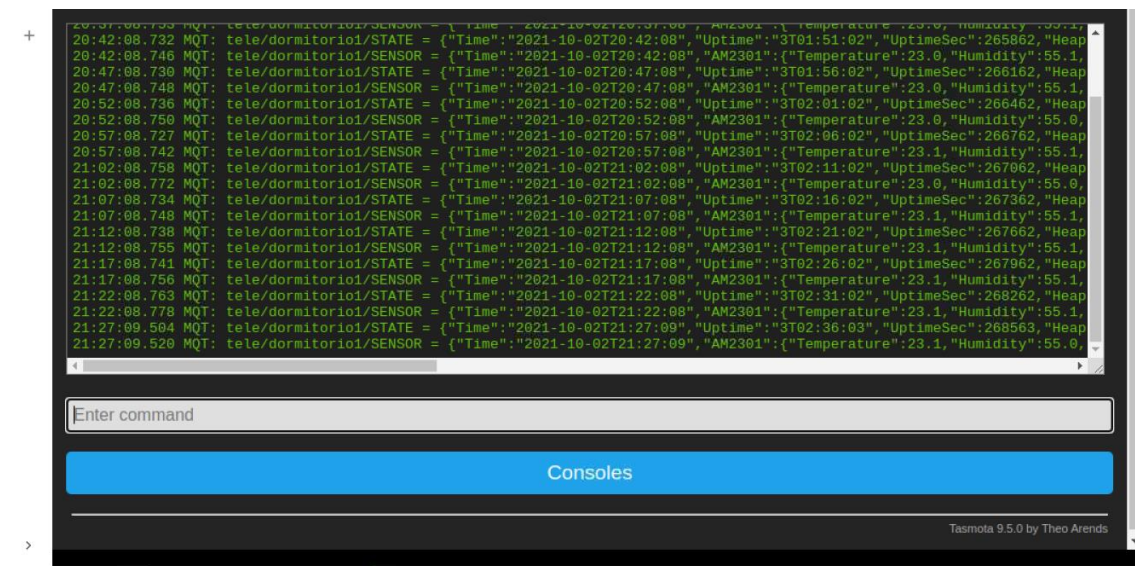 20:37:08.753 MQT: tele/dormitorio1/SENSOR = {"Time":"2021-10-02T20:37:08","AM2301":{"Temperature":23.0,"Humidity":55.1,
20:42:08.732 MQT: tele/dormitorio1/STATE = {"Time":"2021-10-02T20:42:08","Uptime":"3T01:51:02","UptimeSec":265862,"Heap
20:42:08.746 MQT: tele/dormitorio1/SENSOR = {"Time":"2021-10-02T20:42:08","AM2301":{"Temperature":23.0,"Humidity":55.1,
20:47:08.730 MQT: tele/dormitorio1/STATE = {"Time":"2021-10-02T20:47:08","Uptime":"3T01:56:02","UptimeSec":266162,"Heap
20:47:08.748 MQT: tele/dormitorio1/SENSOR = {"Time":"2021-10-02T20:47:08","AM2301":{"Temperature":23.0,"Humidity":55.1,
20:52:08.736 MQT: tele/dormitorio1/STATE = {"Time":"2021-10-02T20:52:08","Uptime":"3T02:01:02","UptimeSec":266462,"Heap
20:52:08.750 MQT: tele/dormitorio1/SENSOR = {"Time":"2021-10-02T20:52:08","AM2301":{"Temperature":23.0,"Humidity":55.0,
20:57:08.727 MQT: tele/dormitorio1/STATE = {"Time":"2021-10-02T20:57:08","Uptime":"3T02:06:02","UptimeSec":266762,"Heap
20:57:08.742 MQT: tele/dormitorio1/SENSOR = {"Time":"2021-10-02T20:57:08","AM2301":{"Temperature":23.1,"Humidity":55.1,
21:02:08.758 MQT: tele/dormitorio1/STATE = {"Time":"2021-10-02T21:02:08","Uptime":"3T02:11:02","UptimeSec":267062,"Heap
21:02:08.772 MQT: tele/dormitorio1/SENSOR = {"Time":"2021-10-02T21:02:08","AM2301":{"Temperature":23.0,"Humidity":55.0,
21:07:08.734 MQT: tele/dormitorio1/STATE = {"Time":"2021-10-02T21:07:08","Uptime":"3T02:16:02","UptimeSec":267362,"Heap
21:07:08.748 MQT: tele/dormitorio1/SENSOR = {"Time":"2021-10-02T21:07:08","AM2301":{"Temperature":23.1,"Humidity":55.1,
21:12:08.738 MQT: tele/dormitorio1/STATE = {"Time":"2021-10-02T21:12:08","Uptime":"3T02:21:02","UptimeSec":267662,"Heap
21:12:08.755 MQT: tele/dormitorio1/SENSOR = {"Time":"2021-10-02T21:12:08","AM2301":{"Temperature":23.1,"Humidity":55.1,
21:17:08.741 MQT: tele/dormitorio1/STATE = {"Time":"2021-10-02T21:17:08","Uptime":"3T02:26:02","UptimeSec":267962,"Heap
21:17:08.756 MQT: tele/dormitorio1/SENSOR = {"Time":"2021-10-02T21:17:08","AM2301":{"Temperature":23.1,"Humidity":55.1,
21:22:08.763 MQT: tele/dormitorio1/STATE = {"Time":"2021-10-02T21:22:08","Uptime":"3T02:31:02","UptimeSec":268262,"Heap
21:22:08.778 MQT: tele/dormitorio1/SENSOR = {"Time":"2021-10-02T21:22:08","AM2301":{"Temperature":23.1,"Humidity":55.1,
21:27:09.504 MQT: tele/dormitorio1/STATE = {"Time":"2021-10-02T21:27:09","Uptime":"3T02:36:03","UptimeSec":268563,"Heap
21:27:09.520 MQT: tele/dormitorio1/SENSOR = {"Time":"2021-10-02T21:27:09","AM2301":{"Temperature":23.1,"Humidity":55.0,
Enter command
Consoles
Tasmota 9.5.0 by Theo Arends